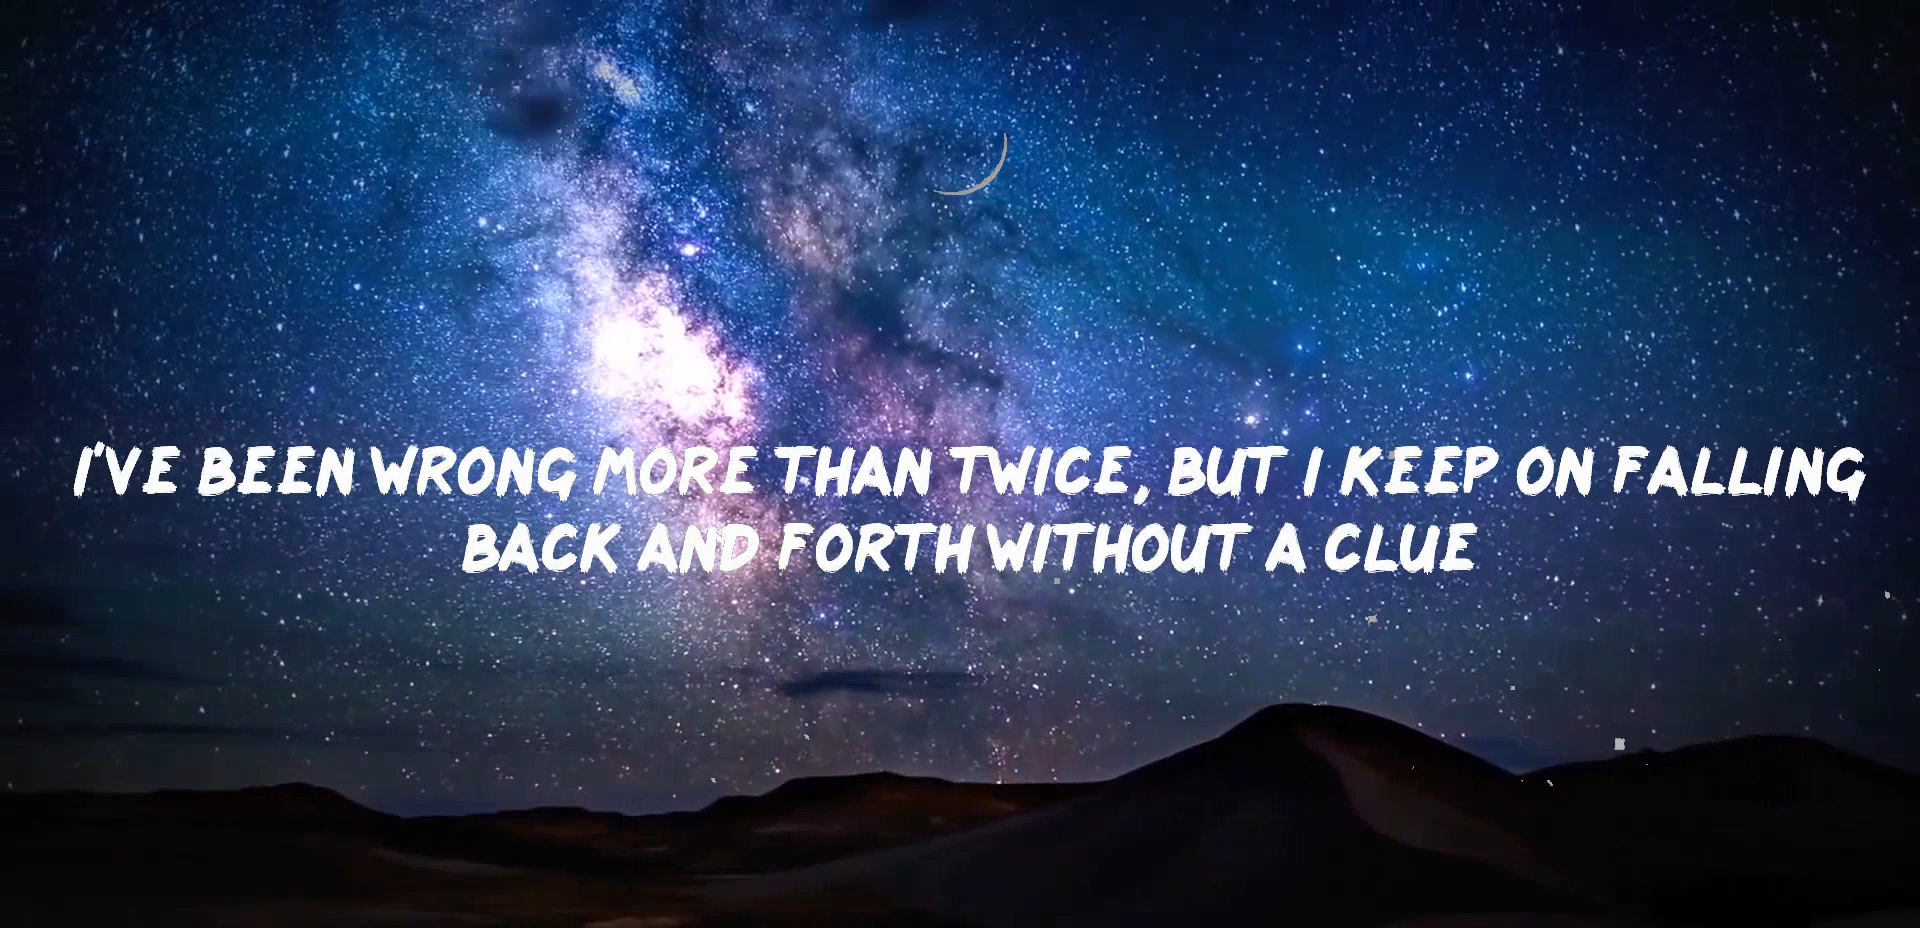 I'VE BEEN WRONG MORE THAN TWICE, BUT I KEEP ON FALLING
BACK AND FORTH WITHOUT A CLUE